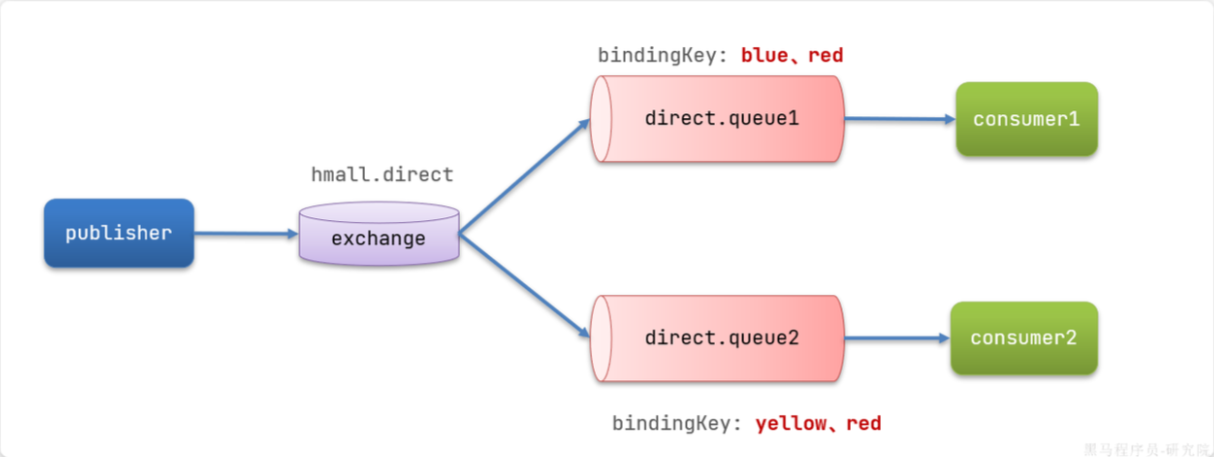 bindingKey: blue、red
direct.queue1
consumer1
hmall.direct
publisher
exchange
direct.queue2
consumer2
bindingKey: yellow、red
黑马程序员-研究院